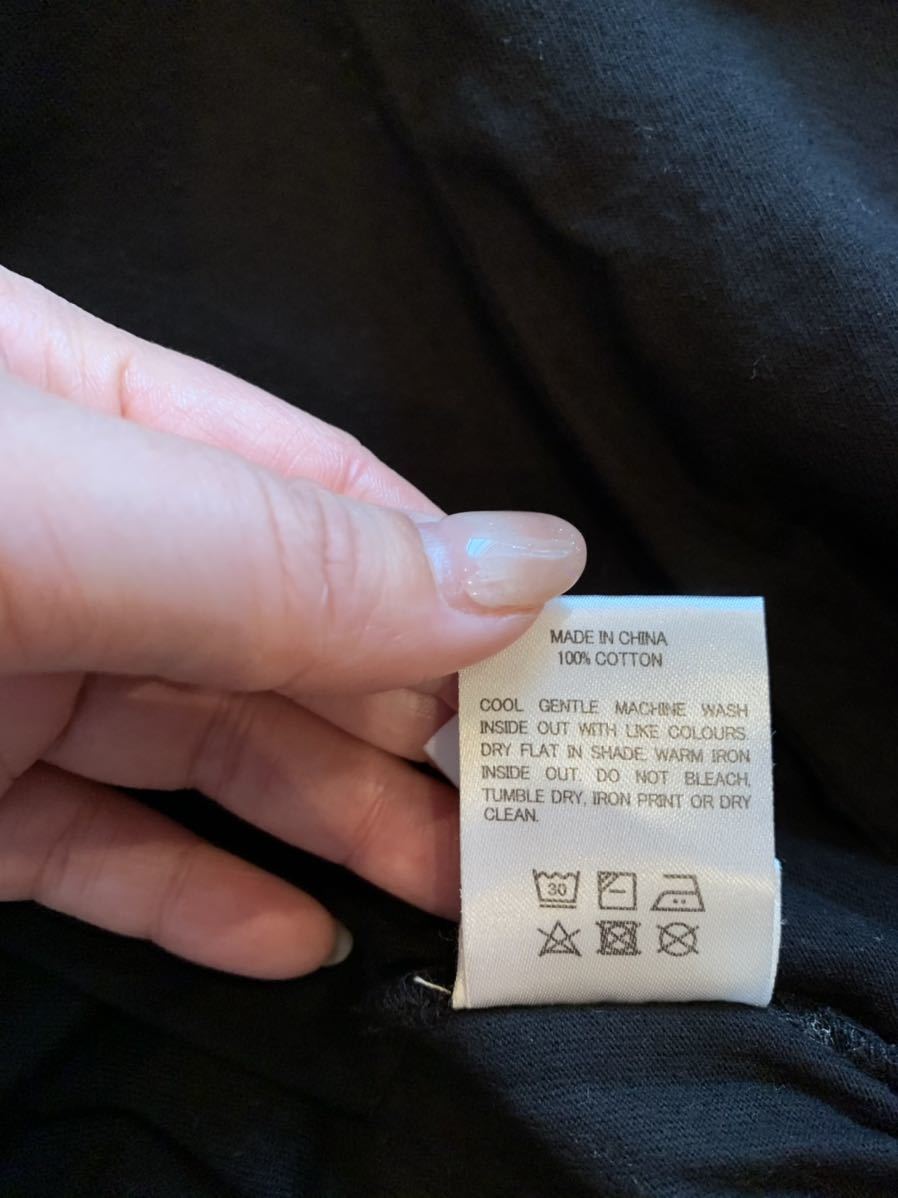 MADE IN CHINA
100% COTTON
COOL GENTLE MACHINE WASH
INSIDE OUT WITH LIKE COLOURS.
DRY FLAT IN SHADE. WARM IRON
INSIDE OUT. DO NOT BLEACH,
TUMBLE DRY, IRON PRINT OR DRY
CLEAN.
30